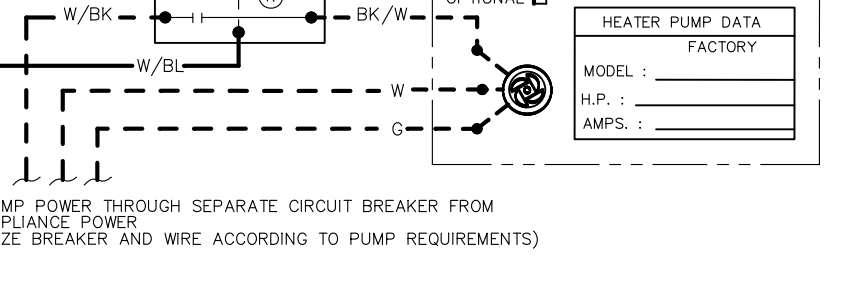 OPTIONAL
W/BK
BK/W
HEATER PUMP DATA
FACTORY
W/BL
MODEL :
W
H.P. :
G
AMPS. :
MP POWER THROUGH SEPARATE CIRCUIT BREAKER FROM
PLIANCE POWER
ZE BREAKER AND WIRE ACCORDING TO PUMP REQUIREMENTS)